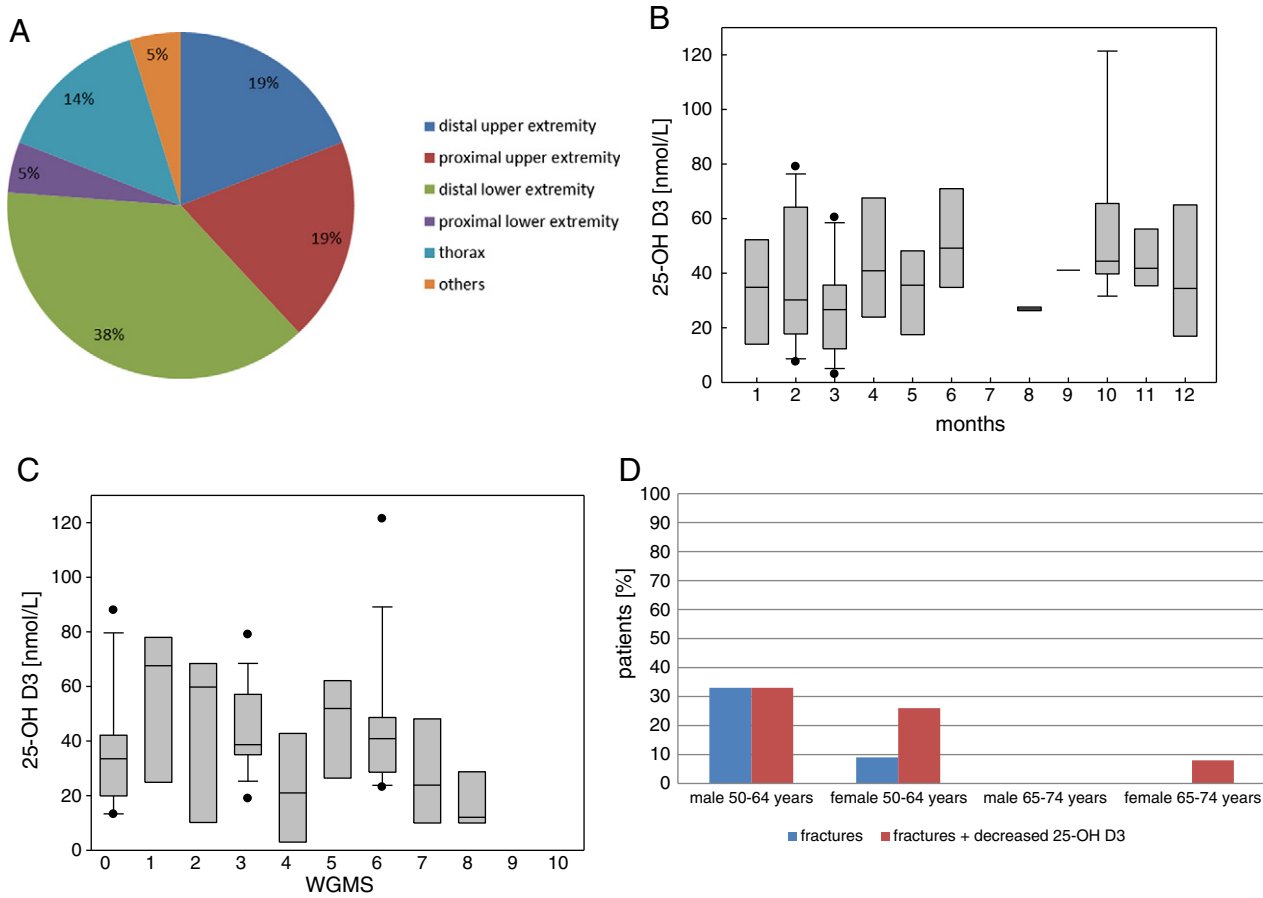 A
5%
19%
14%
5%
19%
38%
distal upper extremity
proximal upper extremity
distal lower extremity
proximal lower extremity
thorax
others
B
25-OH D3 [nmol/L]
120
100
80
60
40
20
0
1 2 3 4 5 6 7 8 9 10 11 12
months
C
25-OH D3 [nmol/L]
120
100
80
60
40
20
0
0 1 2 3 4 5 6 7 8 9 10
WGMS
D
patients [%]
100
90
80
70
60
50
40
30
20
10
0
male 50-64 years female 50-64 years male 65-74 years female 65-74 years
fractures fractures + decreased 25-OH D3